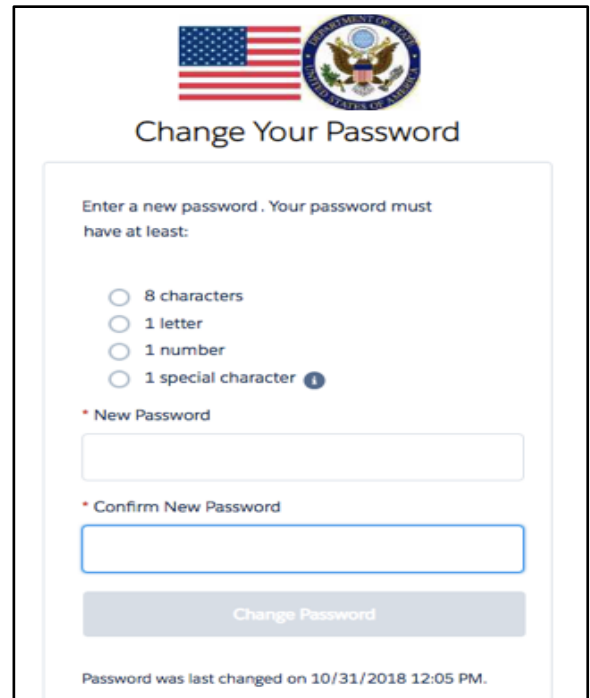 DEPARTMENT OF STATE
UNITED STATES OF AMERICA
Change Your Password
Enter a new password. Your password must
have at least:
8 characters
1 letter
1 number
1 special character i
* New Password
* Confirm New Password
Change Password
Password was last changed on 10/31/2018 12:05 PM.